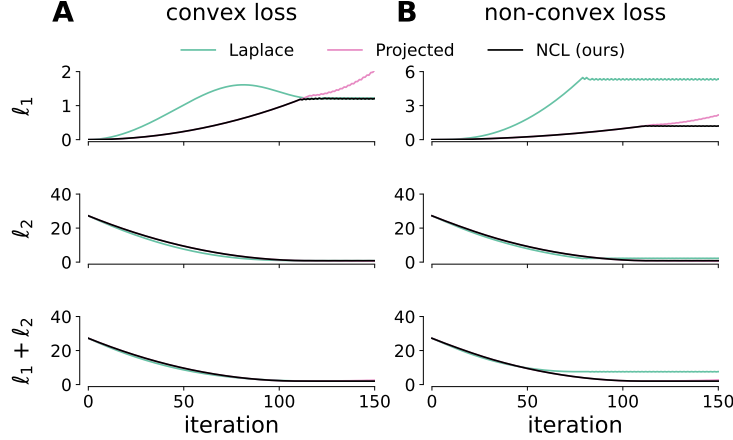 A convex loss B non-convex loss
Laplace Projected NCL (ours)
ℓ1
2
1
0
6
3
0
ℓ2
40
20
0
40
20
0
ℓ1 + ℓ2
40
20
0
40
20
0
0 50 100 150 0 50 100 150
iteration iteration